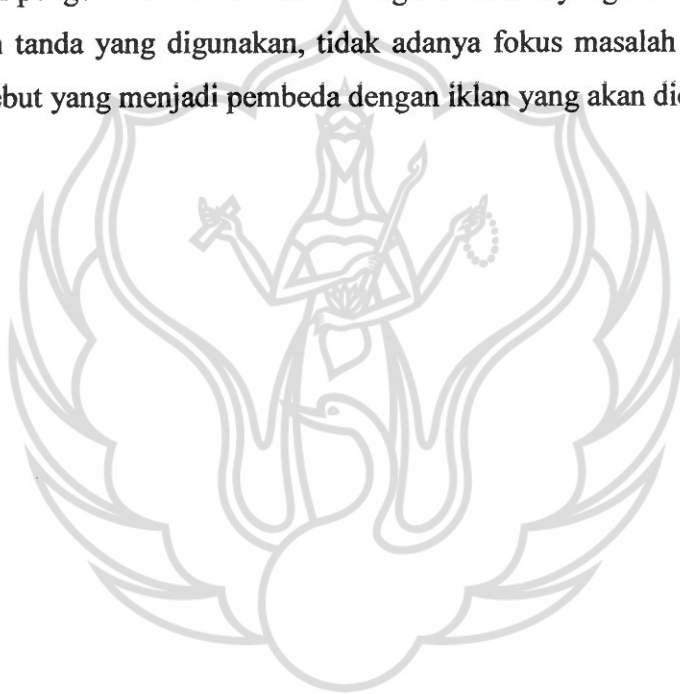 tanda yang digunakan, tidak adanya fokus masalah
yang menjadi pembeda dengan iklan yang akan